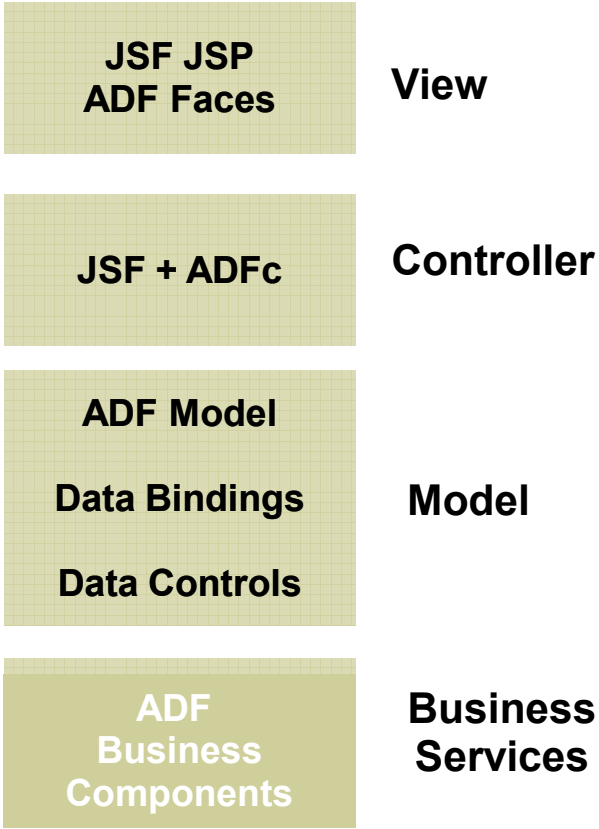 JSF JSP
ADF Faces
View
JSF + ADFc
Controller
ADF Model
Data Bindings
Data Controls
Model
ADF
Business
Components
Business
Services